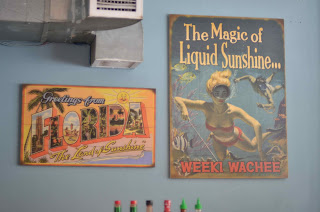 Greetings from
FLORIDA
"The Land of Sunshine"
The Magic of
Liquid Sunshine...
WEEKI WACHEE